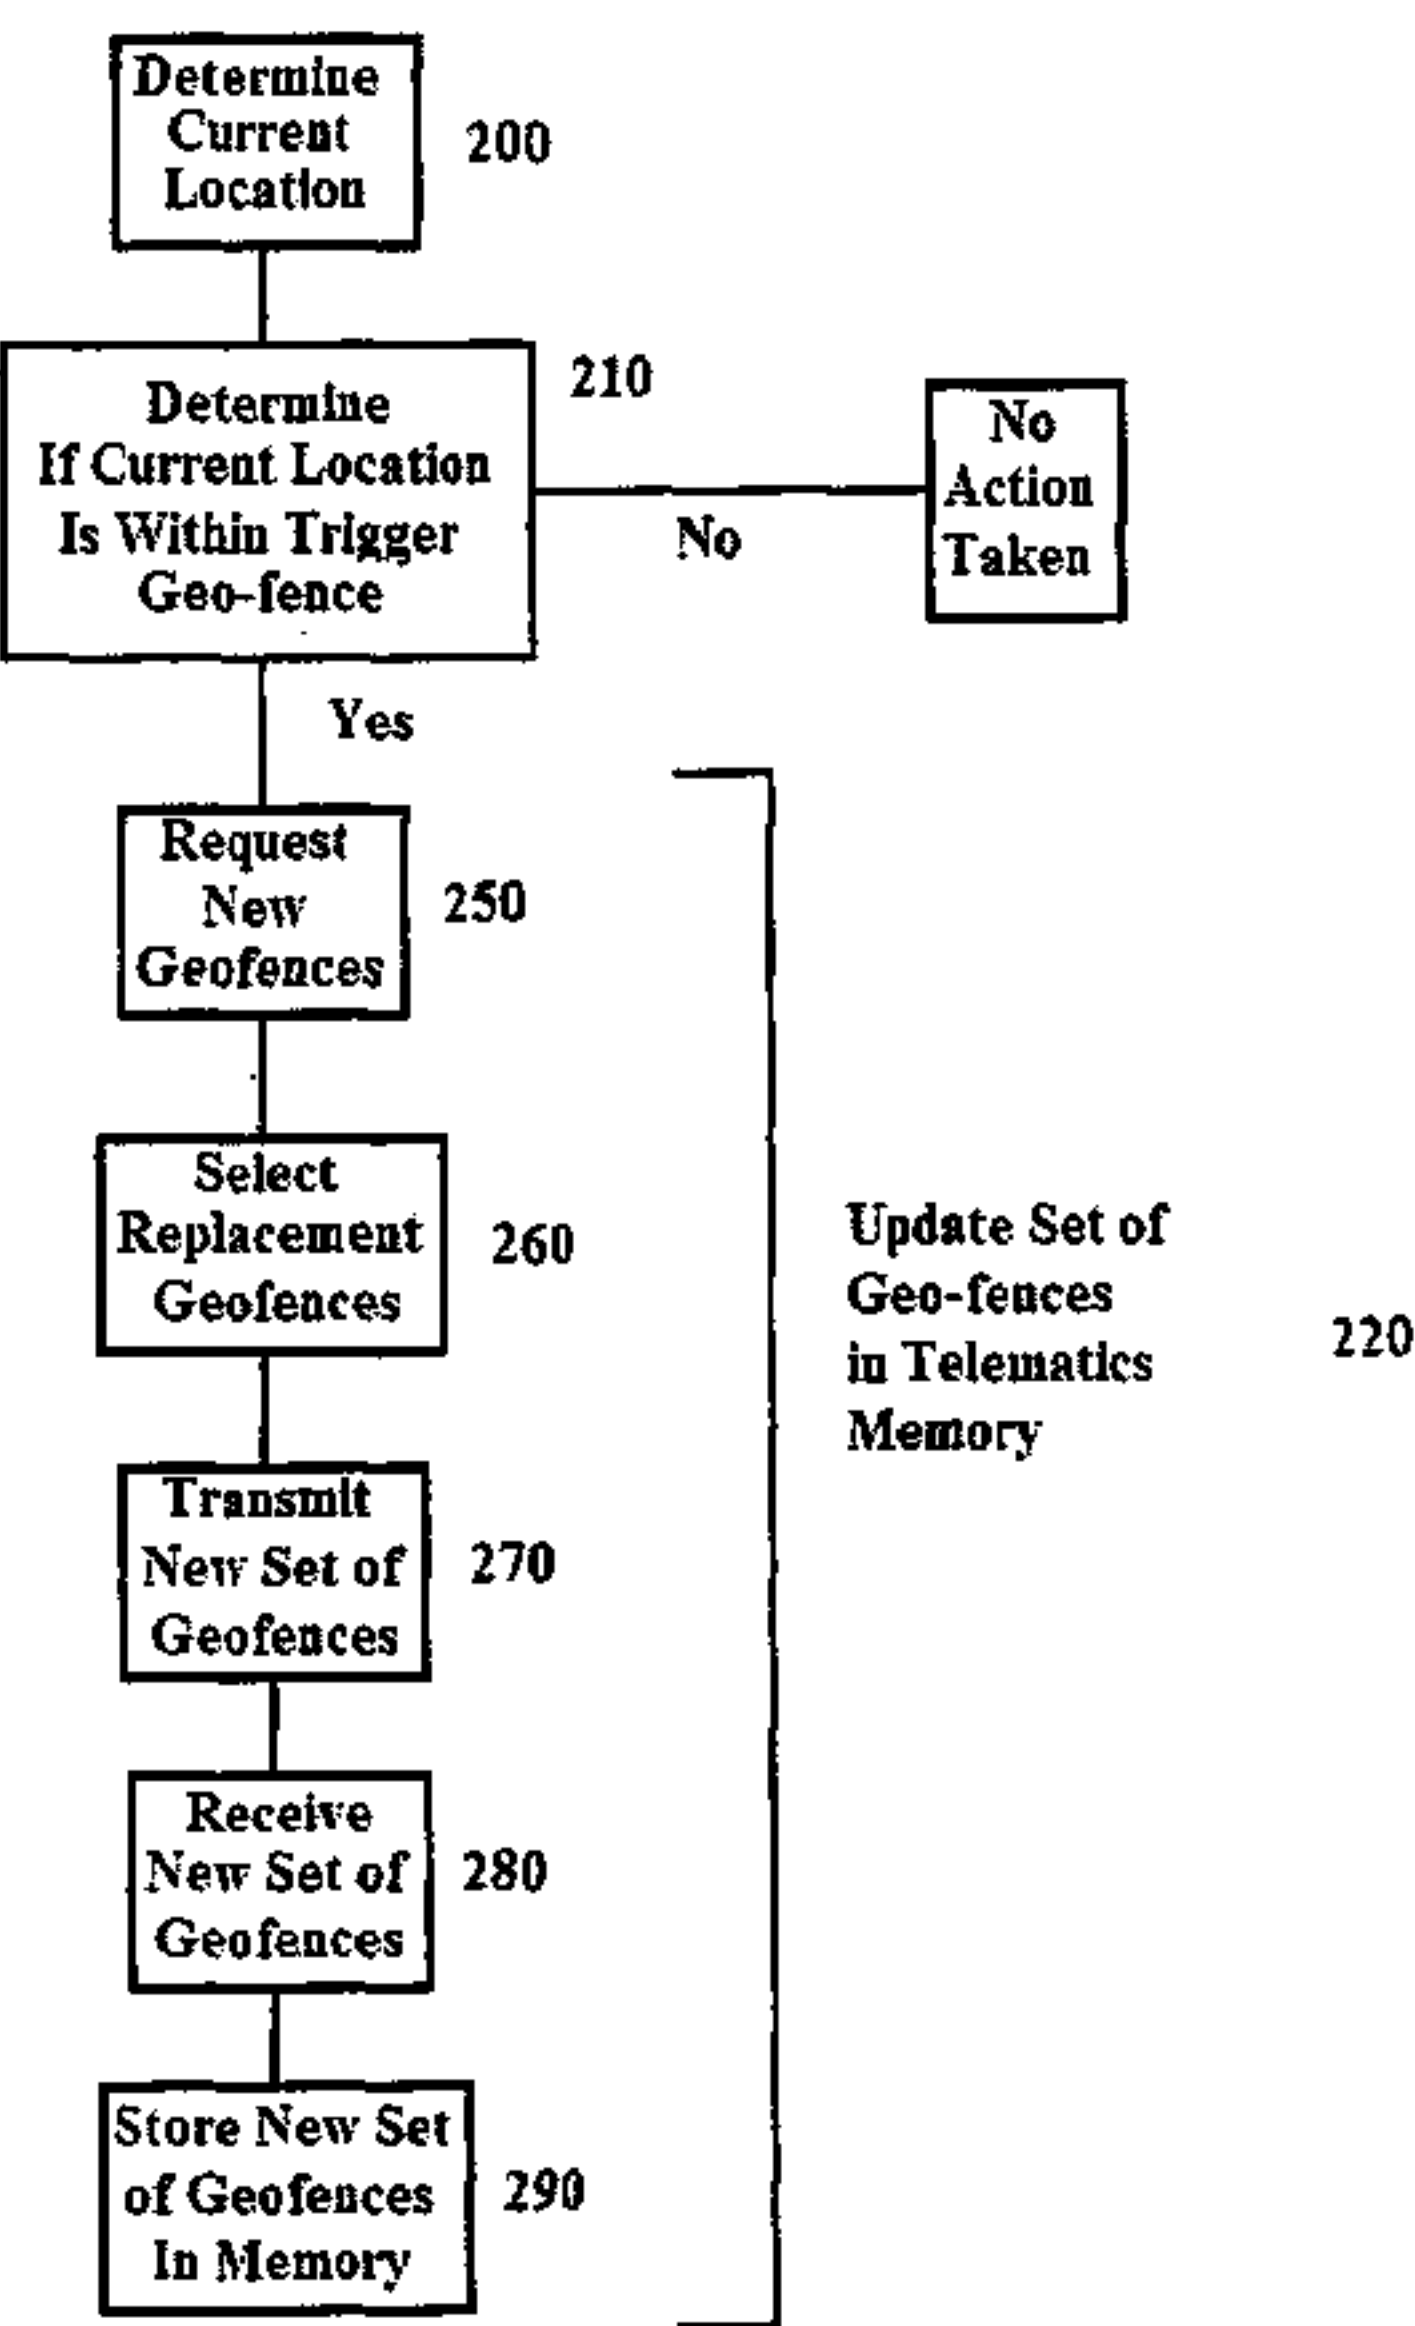 Determine
Current
Location
200
Determine
If Current Location
Is Within Trigger
Geo-fence
210
No
No
Action
Taken
Yes
Request
New
Geofences
250
Select
Replacement
Geofences
260
Transmit
New Set of
Geofences
270
Receive
New Set of
Geofences
280
Store New Set
of Geofences
In Memory
290
Update Set of
Geo-fences
in Telematics
Memory
220